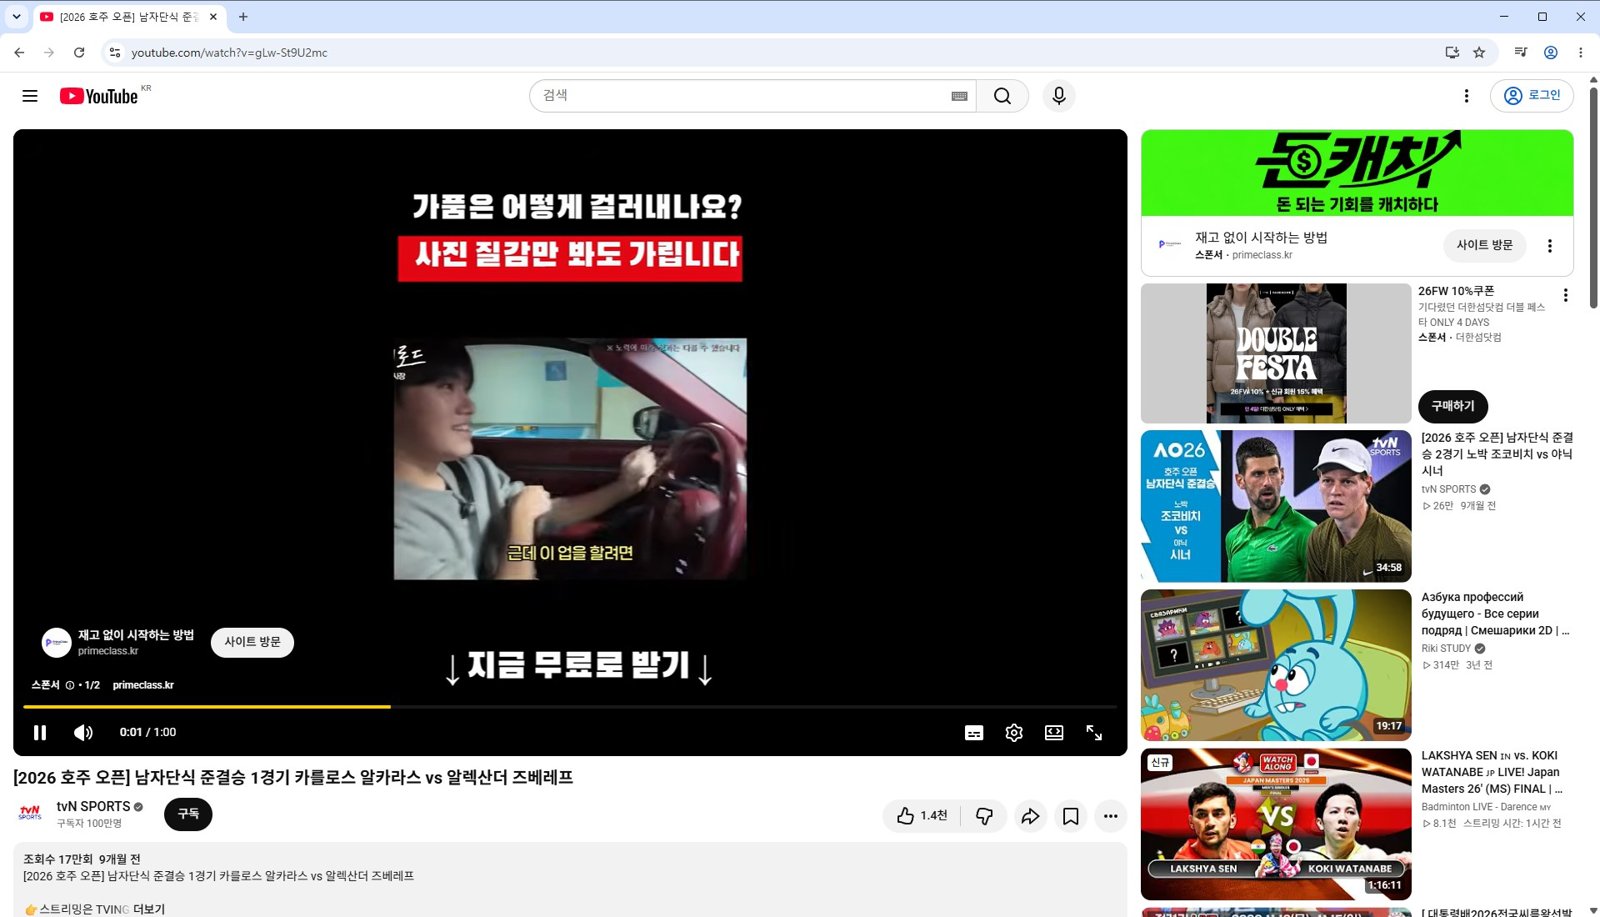 [2026 호주 오픈] 남자단식 준결
youtube.com/watch?v=gLw-St9U2mc
YouTube KR
검색
로그인
가품은 어떻게 걸러내나요?
사진 질감만 봐도 가립니다
로드
근데 이 업을 할려면
재고 없이 시작하는 방법
primeclass.kr
사이트 방문
↓지금 무료로 받기↓
스폰서 • 1/2 primeclass.kr
0:01 / 1:00
[2026 호주 오픈] 남자단식 준결승 1경기 카를로스 알카라스 vs 알렉산더 즈베레프
tvN SPORTS
tvN SPORTS
구독자 100만명
구독
1.4천
조회수 17만회 9개월 전
[2026 호주 오픈] 남자단식 준결승 1경기 카를로스 알카라스 vs 알렉산더 즈베레프
👉스트리밍은 TVING 더보기
돈캐치
돈 되는 기회를 캐치하다
재고 없이 시작하는 방법
스폰서 · primeclass.kr
사이트 방문
DOUBLE
FESTA
26FW 10% + 신규 회원 15% 혜택
26FW 10%쿠폰
기다렸던 더한섬닷컴 더블 페스
타 ONLY 4 DAYS
스폰서 · 더한섬닷컴
구매하기
AO26
호주 오픈
남자단식 준결승
노박
조코비치
VS
야닉
시너
tvN
SPORTS
34:58
[2026 호주 오픈] 남자단식 준결
승 2경기 노박 조코비치 vs 야닉
시너
tvN SPORTS
26만 9개월 전
?
?
19:17
Азбука профессий
будущего - Все серии
подряд | Смешарики 2D | ...
Riki STUDY
314만 3년 전
신규
WATCH
ALONG
JAPAN MASTERS 2026
VS
LAKSHYA SEN
KOKI WATANABE
1:16:11
LAKSHYA SEN IN vs. KOKI
WATANABE JP LIVE! Japan
Masters 26' (MS) FINAL | ...
Badminton LIVE - Darence MY
8.1천 스트리밍 시간: 1시간 전